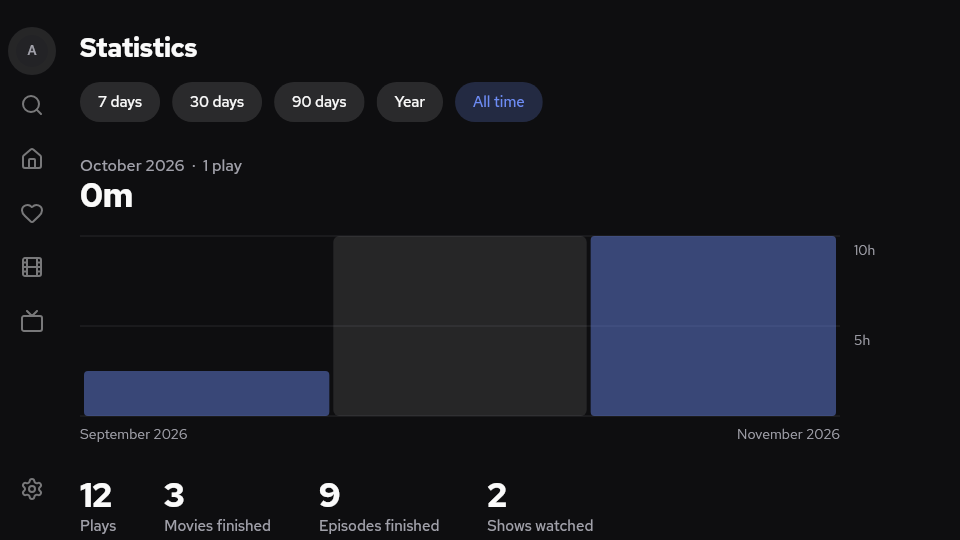 A
Statistics
7 days
30 days
90 days
Year
All time
October 2026 · 1 play
0m
10h
5h
September 2026
November 2026
12
Plays
3
Movies finished
9
Episodes finished
2
Shows watched